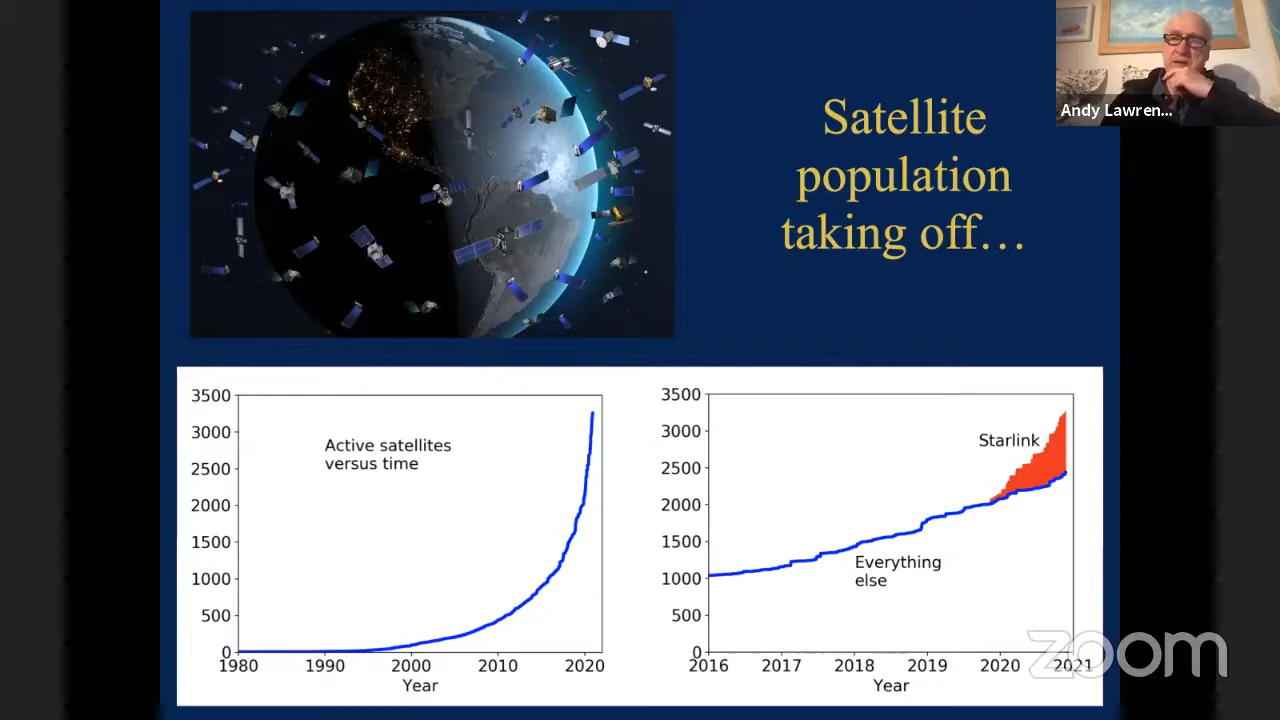 Andy Lawren...
Satellite
population
taking off...
3500
3000
2500
2000
1500
1000
500
0
Active satellites
versus time
1980
1990
2000
2010
2020
Year
3500
3000
2500
2000
1500
1000
500
0
Starlink
Everything
else
2016
2017
2018
2019
2020
2021
Year
zoom